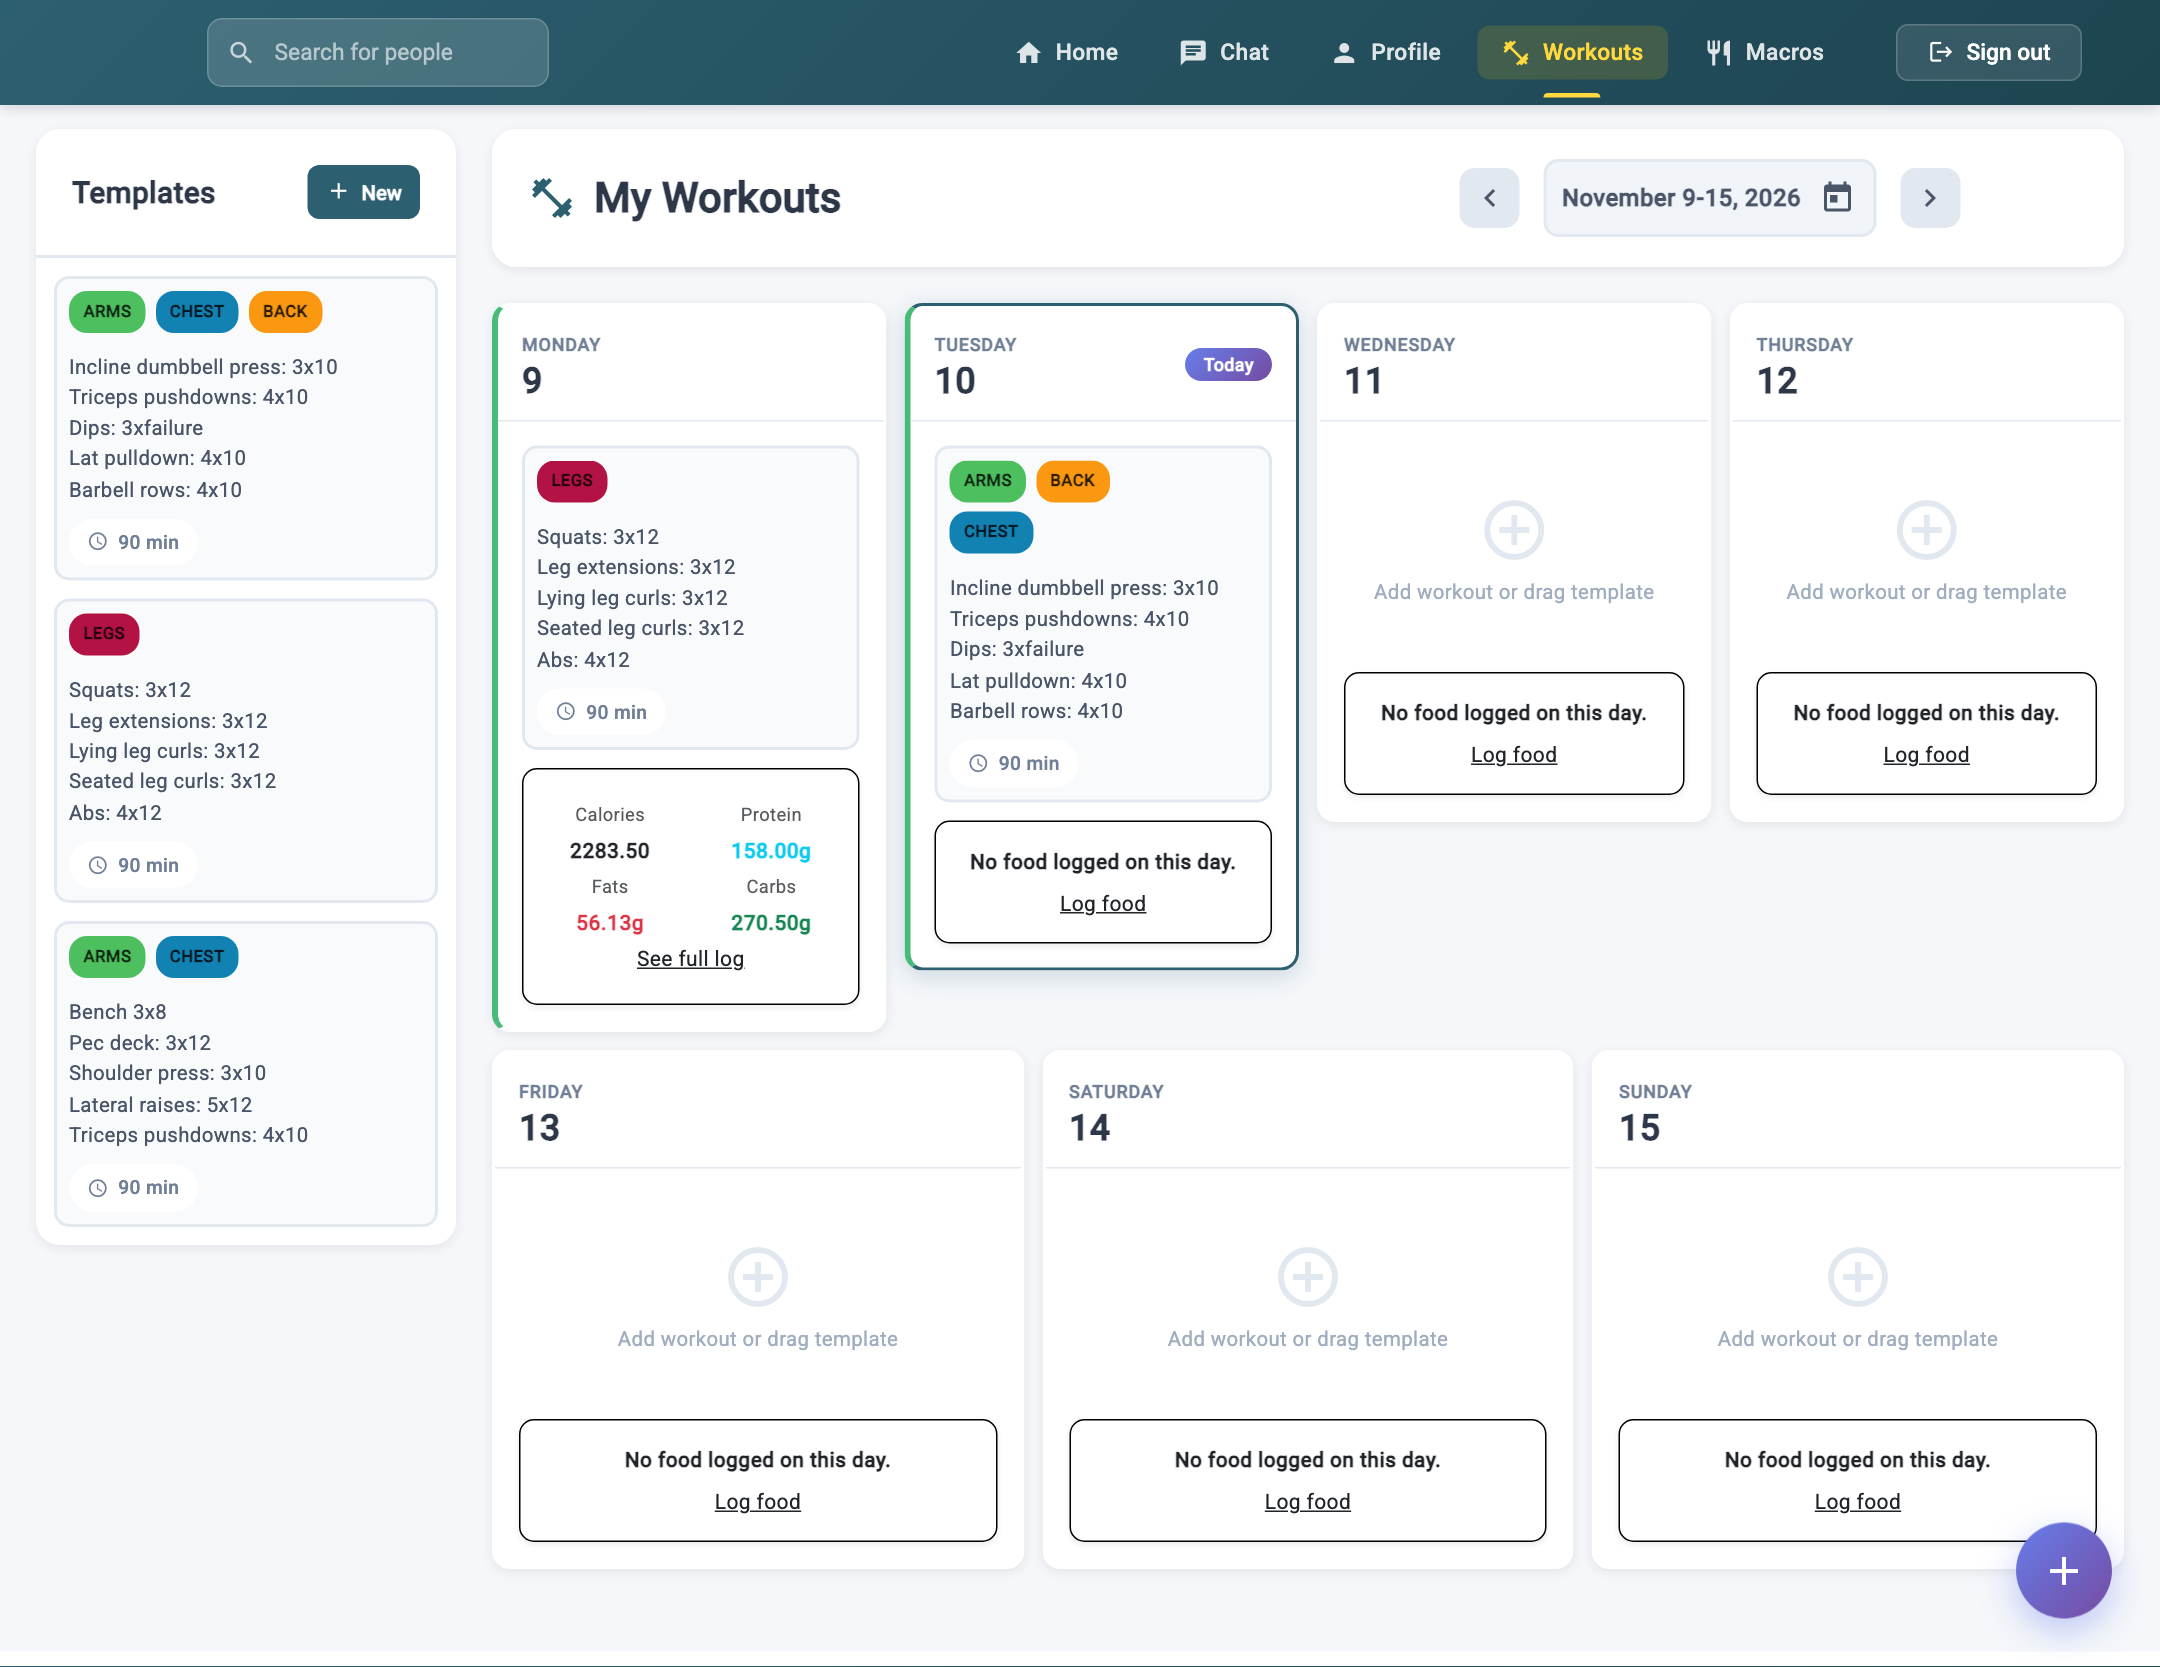 Search for people
Home
Chat
Profile
Workouts
Macros
Sign out
Templates
New
ARMS CHEST BACK
Incline dumbbell press: 3x10
Triceps pushdowns: 4x10
Dips: 3xfailure
Lat pulldown: 4x10
Barbell rows: 4x10
90 min
LEGS
Squats: 3x12
Leg extensions: 3x12
Lying leg curls: 3x12
Seated leg curls: 3x12
Abs: 4x12
90 min
ARMS CHEST
Bench 3x8
Pec deck: 3x12
Shoulder press: 3x10
Lateral raises: 5x12
Triceps pushdowns: 4x10
90 min
My Workouts
November 9-15, 2026
MONDAY
9
LEGS
Squats: 3x12
Leg extensions: 3x12
Lying leg curls: 3x12
Seated leg curls: 3x12
Abs: 4x12
90 min
Calories Protein
2283.50 158.00g
Fats Carbs
56.13g 270.50g
See full log
TUESDAY
10
Today
ARMS BACK
CHEST
Incline dumbbell press: 3x10
Triceps pushdowns: 4x10
Dips: 3xfailure
Lat pulldown: 4x10
Barbell rows: 4x10
90 min
No food logged on this day.
Log food
WEDNESDAY
11
Add workout or drag template
No food logged on this day.
Log food
THURSDAY
12
Add workout or drag template
No food logged on this day.
Log food
FRIDAY
13
Add workout or drag template
No food logged on this day.
Log food
SATURDAY
14
Add workout or drag template
No food logged on this day.
Log food
SUNDAY
15
Add workout or drag template
No food logged on this day.
Log food